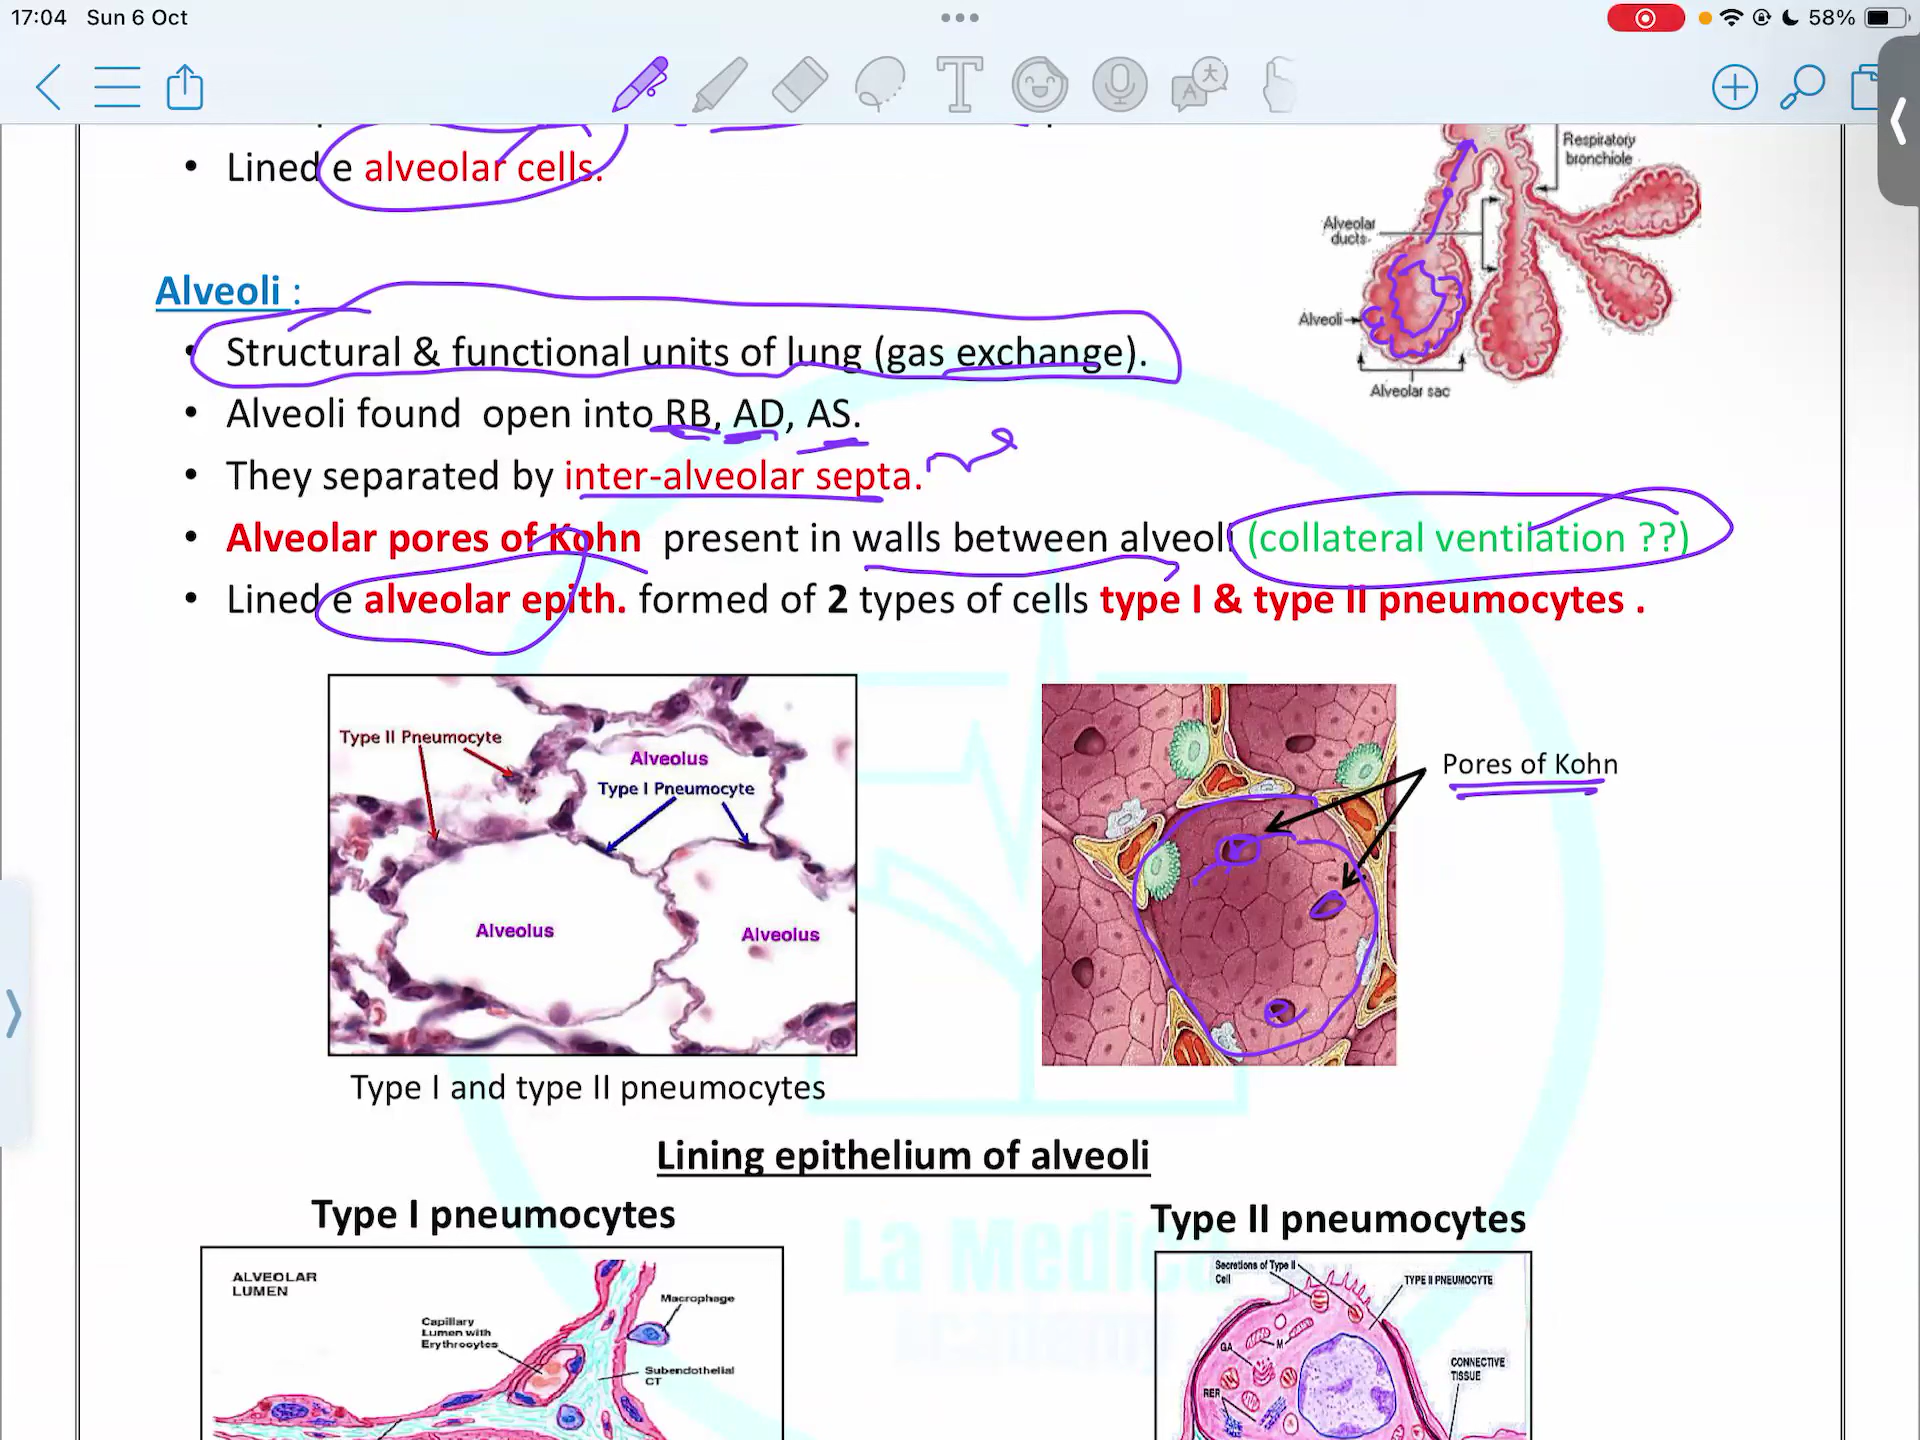 17:04 Sun 6 Oct
58%
• Lined e alveolar cells.
Respiratory
bronchiole
Alveolar
ducts
Alveoli
Alveolar sac
Alveoli :
• Structural & functional units of lung (gas exchange).
• Alveoli found open into RB, AD, AS.
• They separated by inter-alveolar septa.
• Alveolar pores of Kohn present in walls between alveoli (collateral ventilation ??)
• Lined e alveolar epith. formed of 2 types of cells type I & type II pneumocytes .
Type II Pneumocyte
Alveolus
Type I Pneumocyte
Alveolus
Alveolus
Pores of Kohn
Type I and type II pneumocytes
Lining epithelium of alveoli
Type I pneumocytes
Type II pneumocytes
La Medica
academy
ALVEOLAR
LUMEN
Macrophage
Capillary
Lumen with
Erythrocytes
Subendothelial
CT
Secretions of Type II
Cell
TYPE II PNEUMOCYTE
GA
M
RER
CONNECTIVE
TISSUE